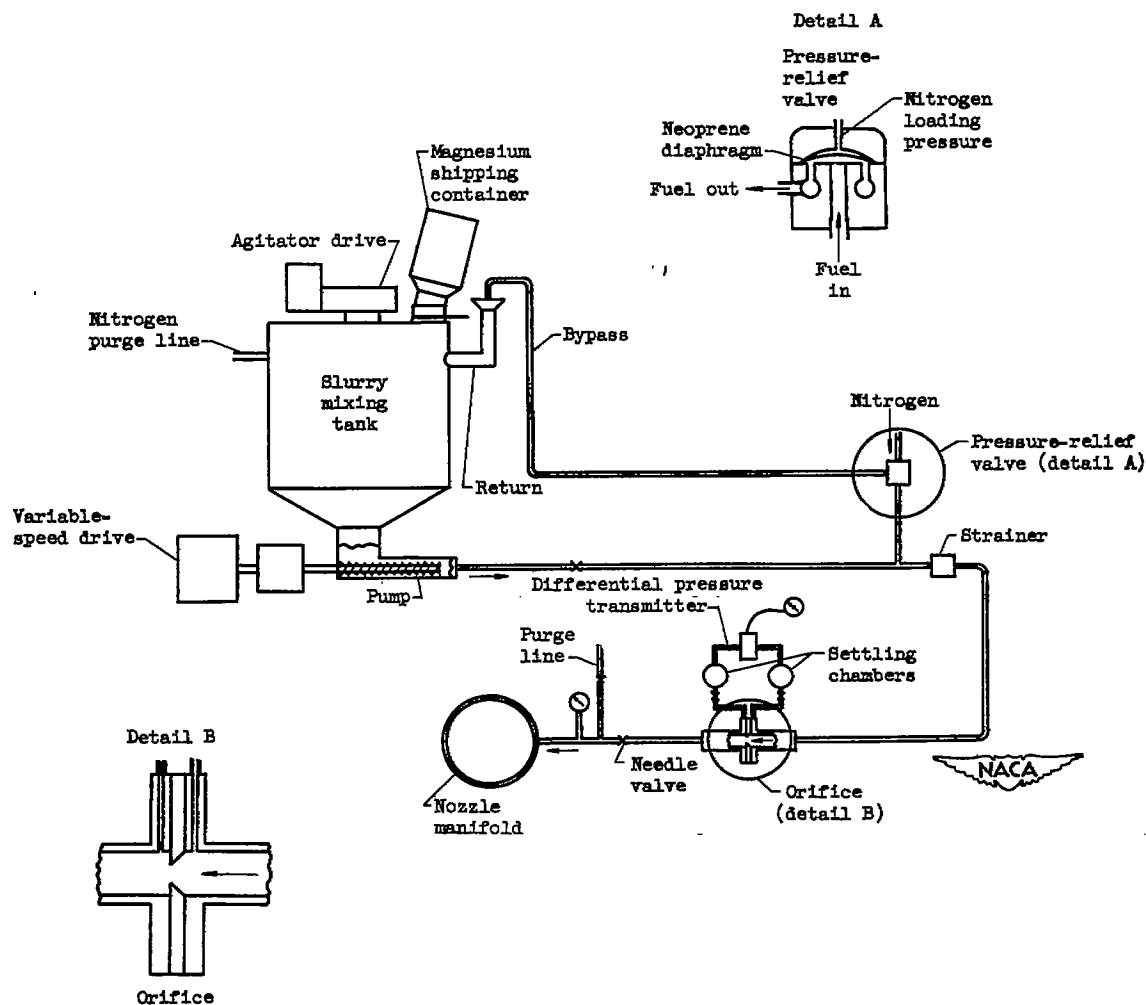 Detail A
Pressure-
relief
valve
Nitrogen
loading
pressure
Neoprene
diaphragm
Fuel out
Fuel
in
Magnesium
shipping
container
Agitator drive
Nitrogen
purge line
Bypass
Slurry
mixing
tank
Nitrogen
Pressure-relief
valve (detail A)
Return
Variable-
speed drive
Strainer
Pump
Differential pressure
transmitter
Purge
line
Settling
chambers
Detail B
Needle
valve
NACA
Nozzle
manifold
Orifice
(detail B)
Orifice